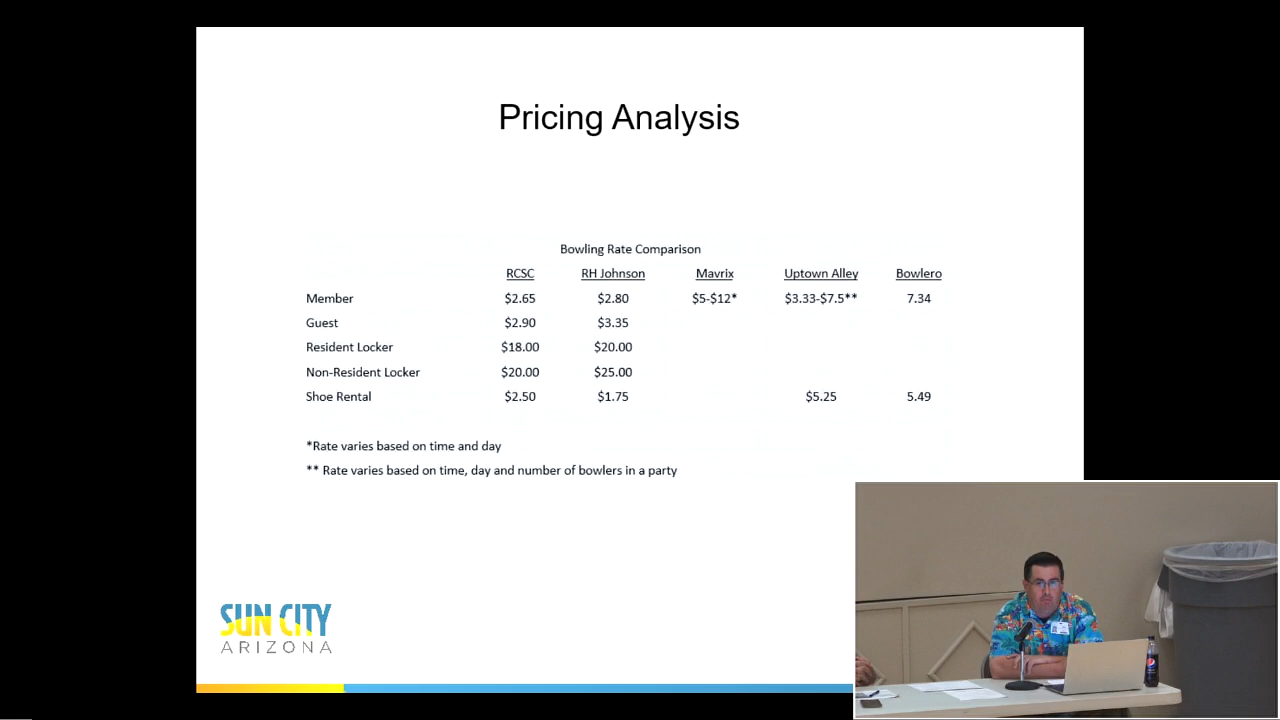 Pricing Analysis
Bowling Rate Comparison
RCSC RH Johnson Mavrix Uptown Alley Bowlero
Member $2.65 $2.80 $5-$12* $3.33-$7.5** 7.34
Guest $2.90 $3.35
Resident Locker $18.00 $20.00
Non-Resident Locker $20.00 $25.00
Shoe Rental $2.50 $1.75 $5.25 5.49
*Rate varies based on time and day
** Rate varies based on time, day and number of bowlers in a party
SUN CITY
ARIZONA